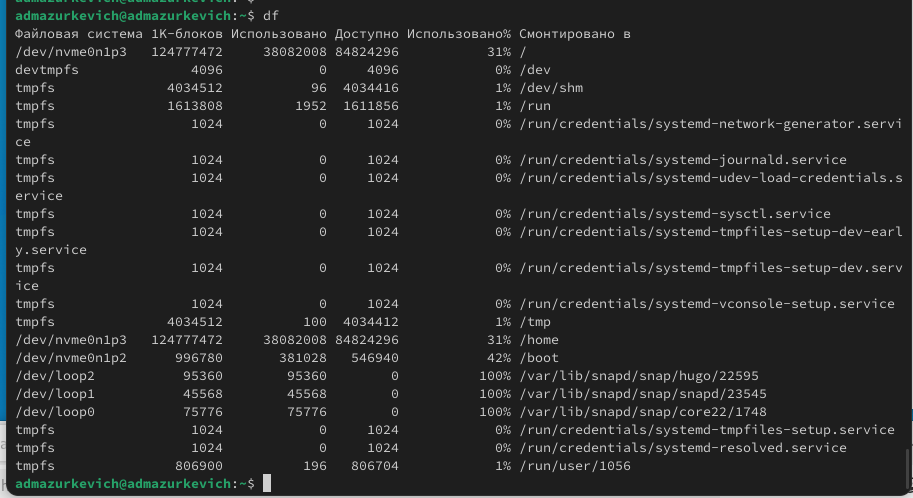 admazurkevich@admazurkevich:~$ df
Файловая система 1K-блоков Использовано Доступно Использовано% Смонтировано в
/dev/nvme0n1p3 124777472 38082008 84824296 31% /
devtmpfs 4096 0 4096 0% /dev
tmpfs 4034512 96 4034416 1% /dev/shm
tmpfs 1613808 1952 1611856 1% /run
tmpfs 1024 0 1024 0% /run/credentials/systemd-network-generator.servi
ce
tmpfs 1024 0 1024 0% /run/credentials/systemd-journald.service
tmpfs 1024 0 1024 0% /run/credentials/systemd-udev-load-credentials.s
ervice
tmpfs 1024 0 1024 0% /run/credentials/systemd-sysctl.service
tmpfs 1024 0 1024 0% /run/credentials/systemd-tmpfiles-setup-dev-earl
y.service
tmpfs 1024 0 1024 0% /run/credentials/systemd-tmpfiles-setup-dev.serv
ice
tmpfs 1024 0 1024 0% /run/credentials/systemd-vconsole-setup.service
tmpfs 4034512 100 4034412 1% /tmp
/dev/nvme0n1p3 124777472 38082008 84824296 31% /home
/dev/nvme0n1p2 996780 381028 546940 42% /boot
/dev/loop2 95360 95360 0 100% /var/lib/snapd/snap/hugo/22595
/dev/loop1 45568 45568 0 100% /var/lib/snapd/snap/snapd/23545
/dev/loop0 75776 75776 0 100% /var/lib/snapd/snap/core22/1748
tmpfs 1024 0 1024 0% /run/credentials/systemd-tmpfiles-setup.service
tmpfs 1024 0 1024 0% /run/credentials/systemd-resolved.service
tmpfs 806900 196 806704 1% /run/user/1056
admazurkevich@admazurkevich:~$